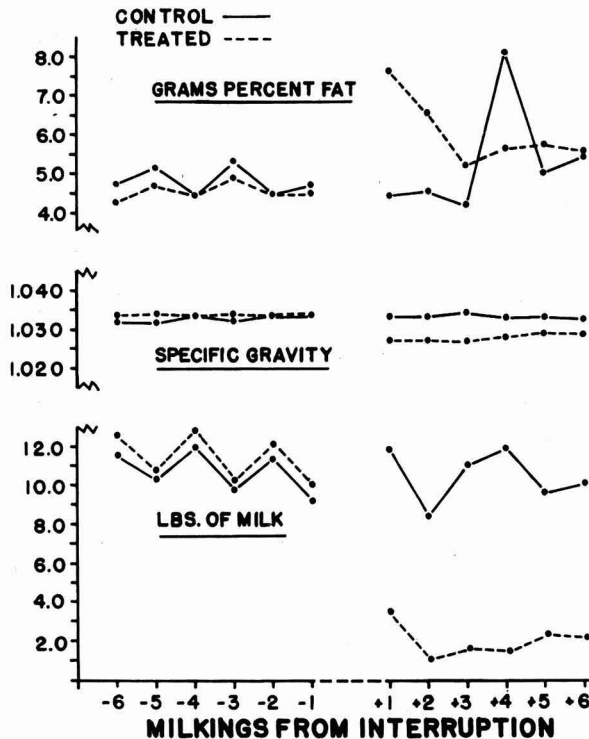 CONTROL
TREATED
GRAMS PERCENT FAT
8.0
7.0
6.0
5.0
4.0
1.040
1.030
1.020
SPECIFIC GRAVITY
12.0
10.0
8.0
LBS. OF MILK
6.0
4.0
2.0
-6 -5 -4 -3 -2 -1 +1 +2 +3 +4 +5 +6
MILKINGS FROM INTERRUPTION